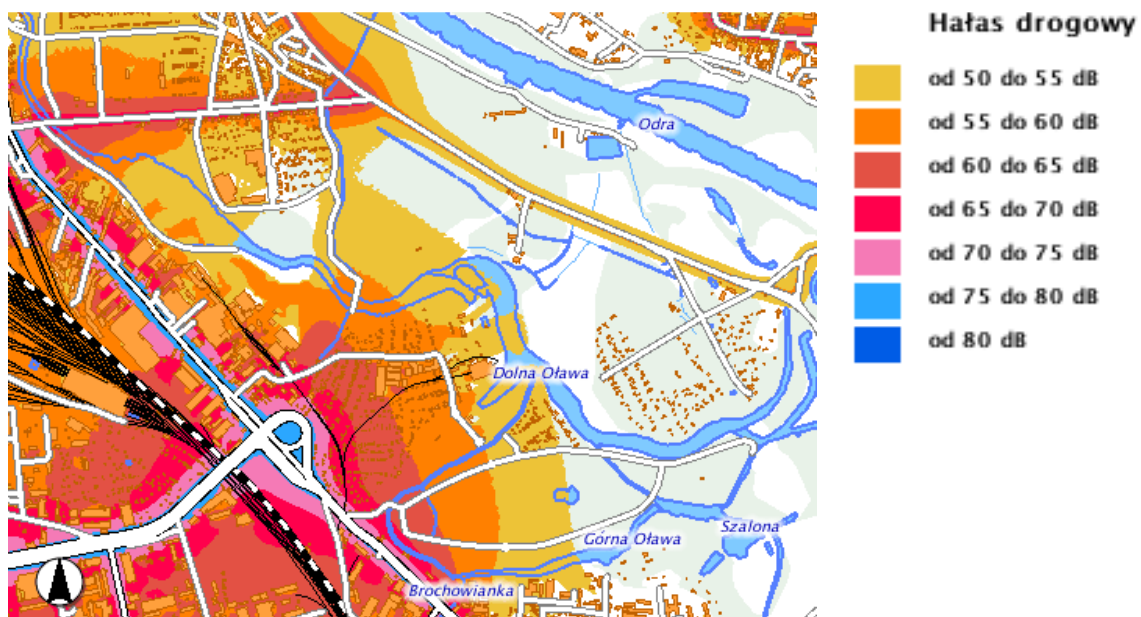 Hałas drogowy
od 50 do 55 dB
od 55 do 60 dB
od 60 do 65 dB
od 65 do 70 dB
od 70 do 75 dB
od 75 do 80 dB
od 80 dB
Odra
Dolna Oława
Szalona
Górna Oława
Brochowianka